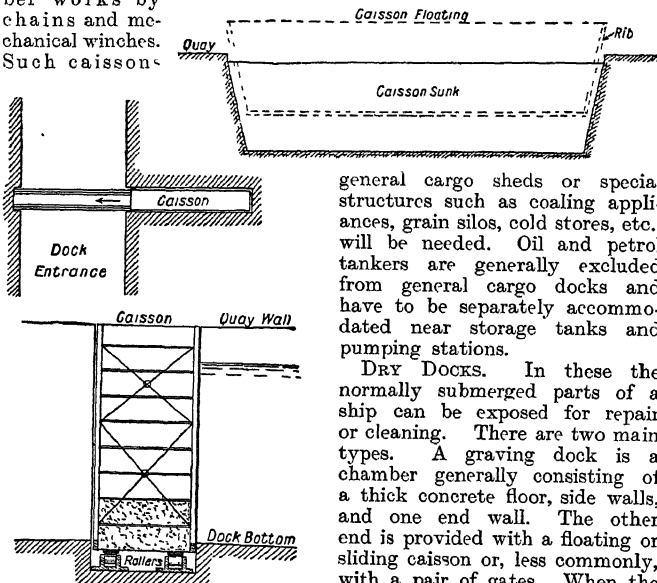 ber works by
chains and me-
chanical winches.
Such caissons
Caisson Floating
Rib
Quay
Caisson Sunk
Caisson
Dock
Entrance
Caisson
Quay Wall
Dock Bottom
Rollers
general cargo sheds or specia
structures such as coaling appli-
ances, grain silos, cold stores, etc.
will be needed. Oil and petrol
tankers are generally excluded
from general cargo docks and
have to be separately accommo-
dated near storage tanks and
pumping stations.
DRY DOCKS. In these the
normally submerged parts of a
ship can be exposed for repair
or cleaning. There are two main
types. A graving dock is a
chamber generally consisting of
a thick concrete floor, side walls,
and one end wall. The other
end is provided with a floating or
sliding caisson or, less commonly,
with a pair of gates. When the